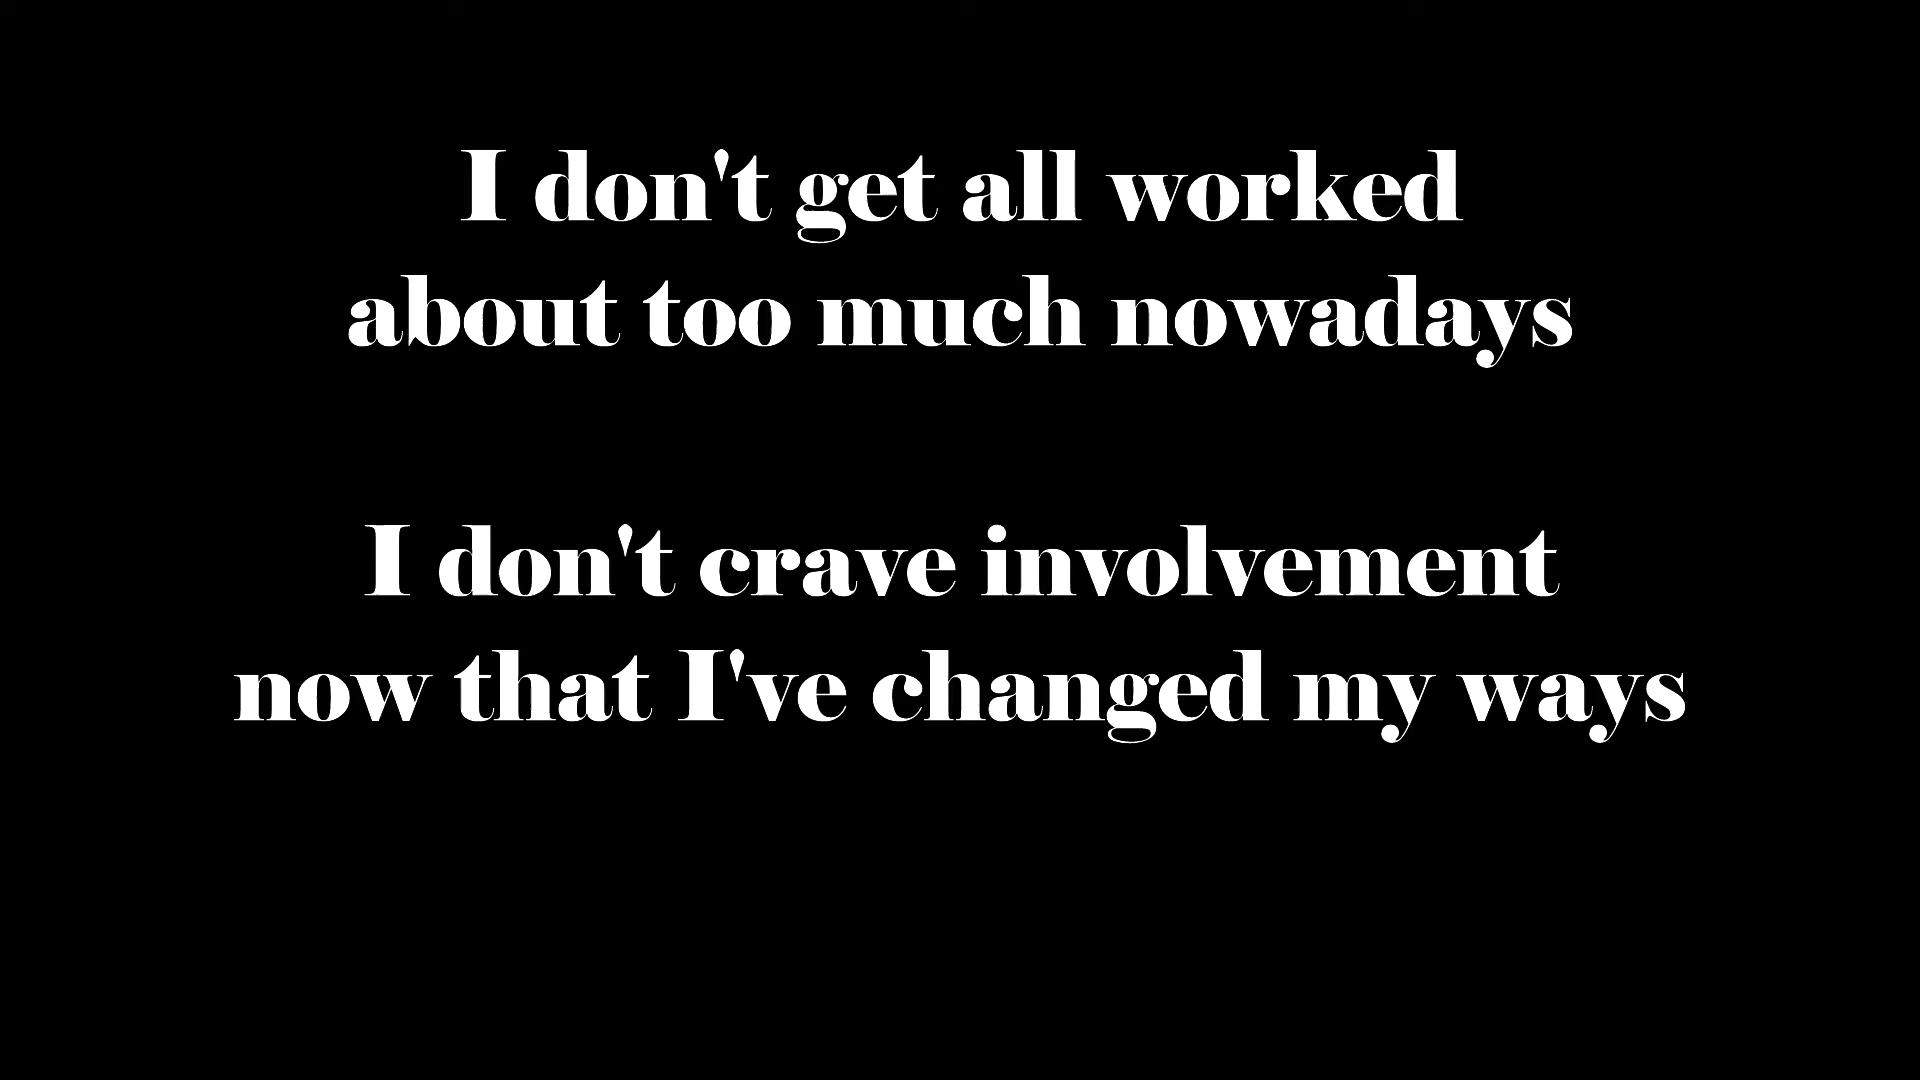 I don't get all worked
about too much nowadays
I don't crave involvement
now that I've changed my ways